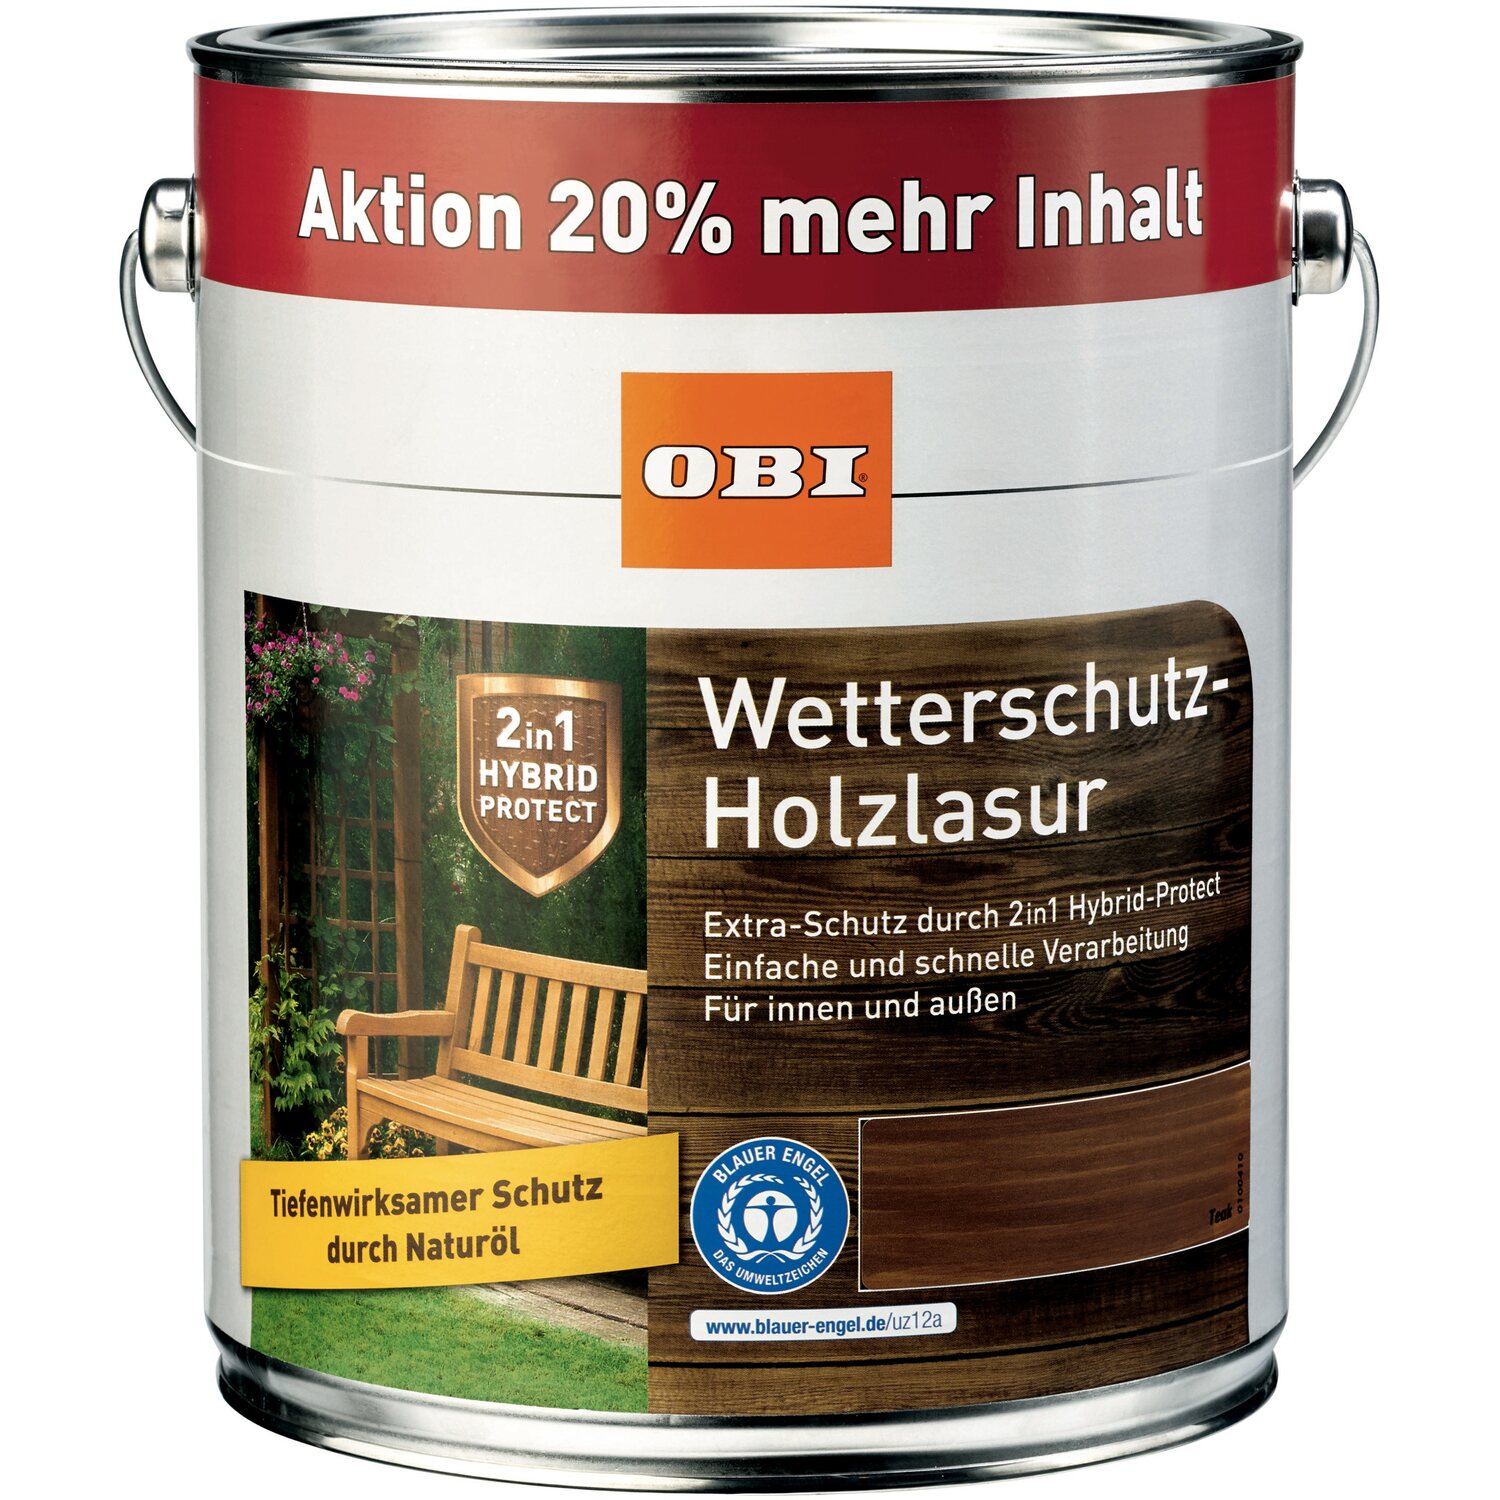 Aktion 20% mehr Inhalt
OBI®
2in1
HYBRID
PROTECT
Wetterschutz-
Holzlasur
Extra-Schutz durch 2in1 Hybrid-Protect
Einfache und schnelle Verarbeitung
Für innen und außen
Tiefenwirksamer Schutz
durch Naturöl
BLAUER ENGEL
DAS UMWELTZEICHEN
www.blauer-engel.de/uz12a
Teak
0100410